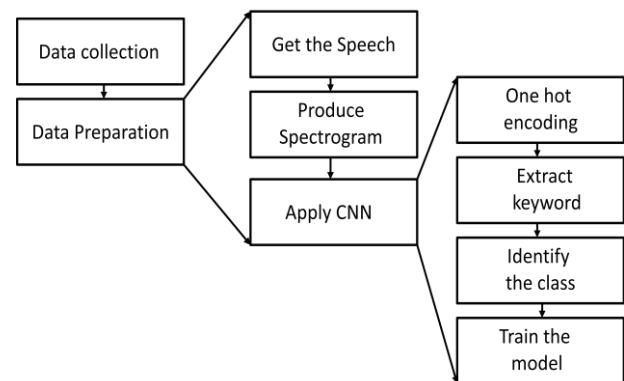 Data collection
Data Preparation
Get the Speech
Produce
Spectrogram
Apply CNN
One hot
encoding
Extract
keyword
Identify
the class
Train the
model